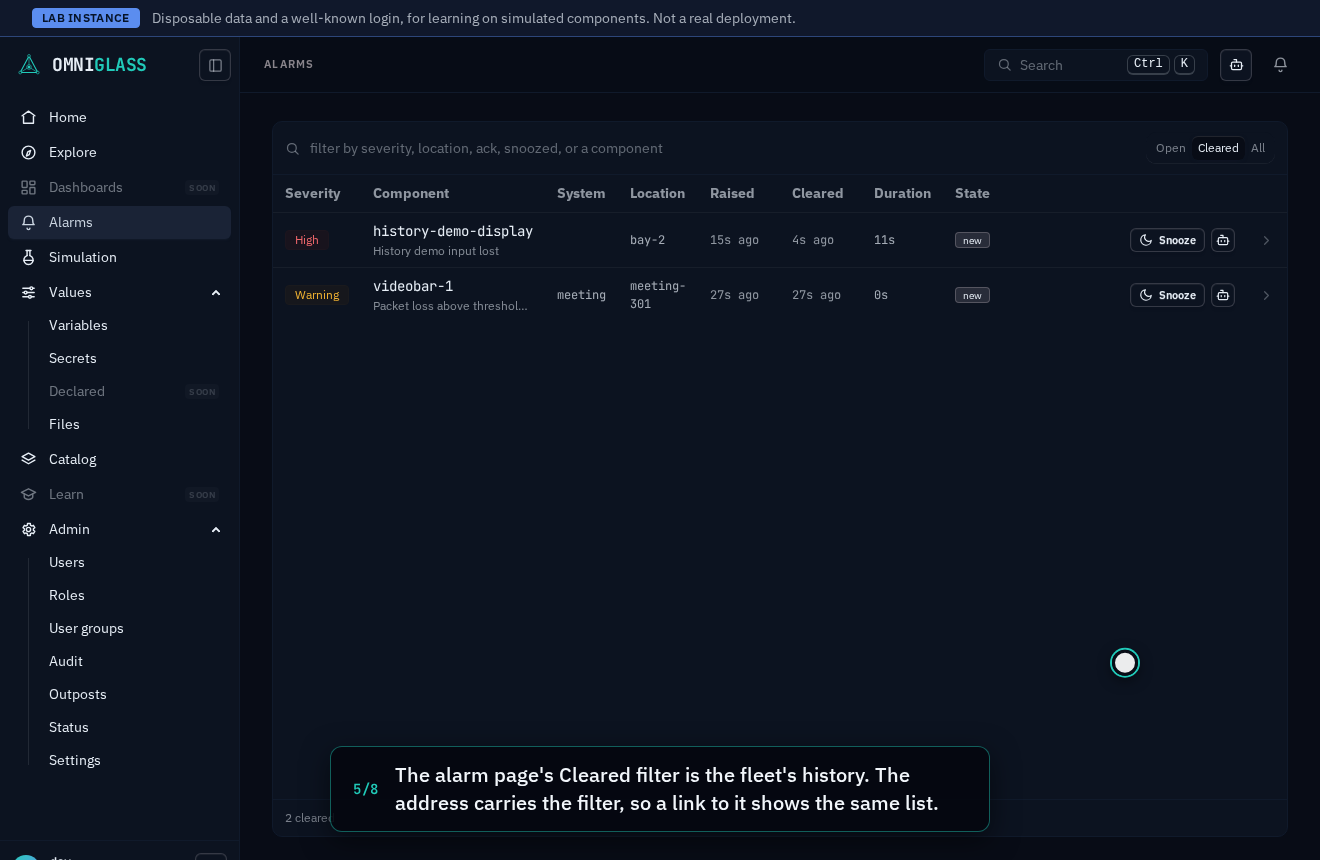 LAB INSTANCE Disposable data and a well-known login, for learning on simulated components. Not a real deployment.
OMNIGLASS
ALARMS
Search Ctrl K
Home
Explore
Dashboards SOON
Alarms
Simulation
Values
Variables
Secrets
Declared SOON
Files
Catalog
Learn SOON
Admin
Users
Roles
User groups
Audit
Outposts
Status
Settings
filter by severity, location, ack, snoozed, or a component
Open Cleared All
Severity Component System Location Raised Cleared Duration State
High history-demo-display bay-2 15s ago 4s ago 11s new Snooze
History demo input lost
Warning videobar-1 meeting meeting-301 27s ago 27s ago 0s new Snooze
Packet loss above threshol...
5/8 The alarm page's Cleared filter is the fleet's history. The
address carries the filter, so a link to it shows the same list.
2 cleared